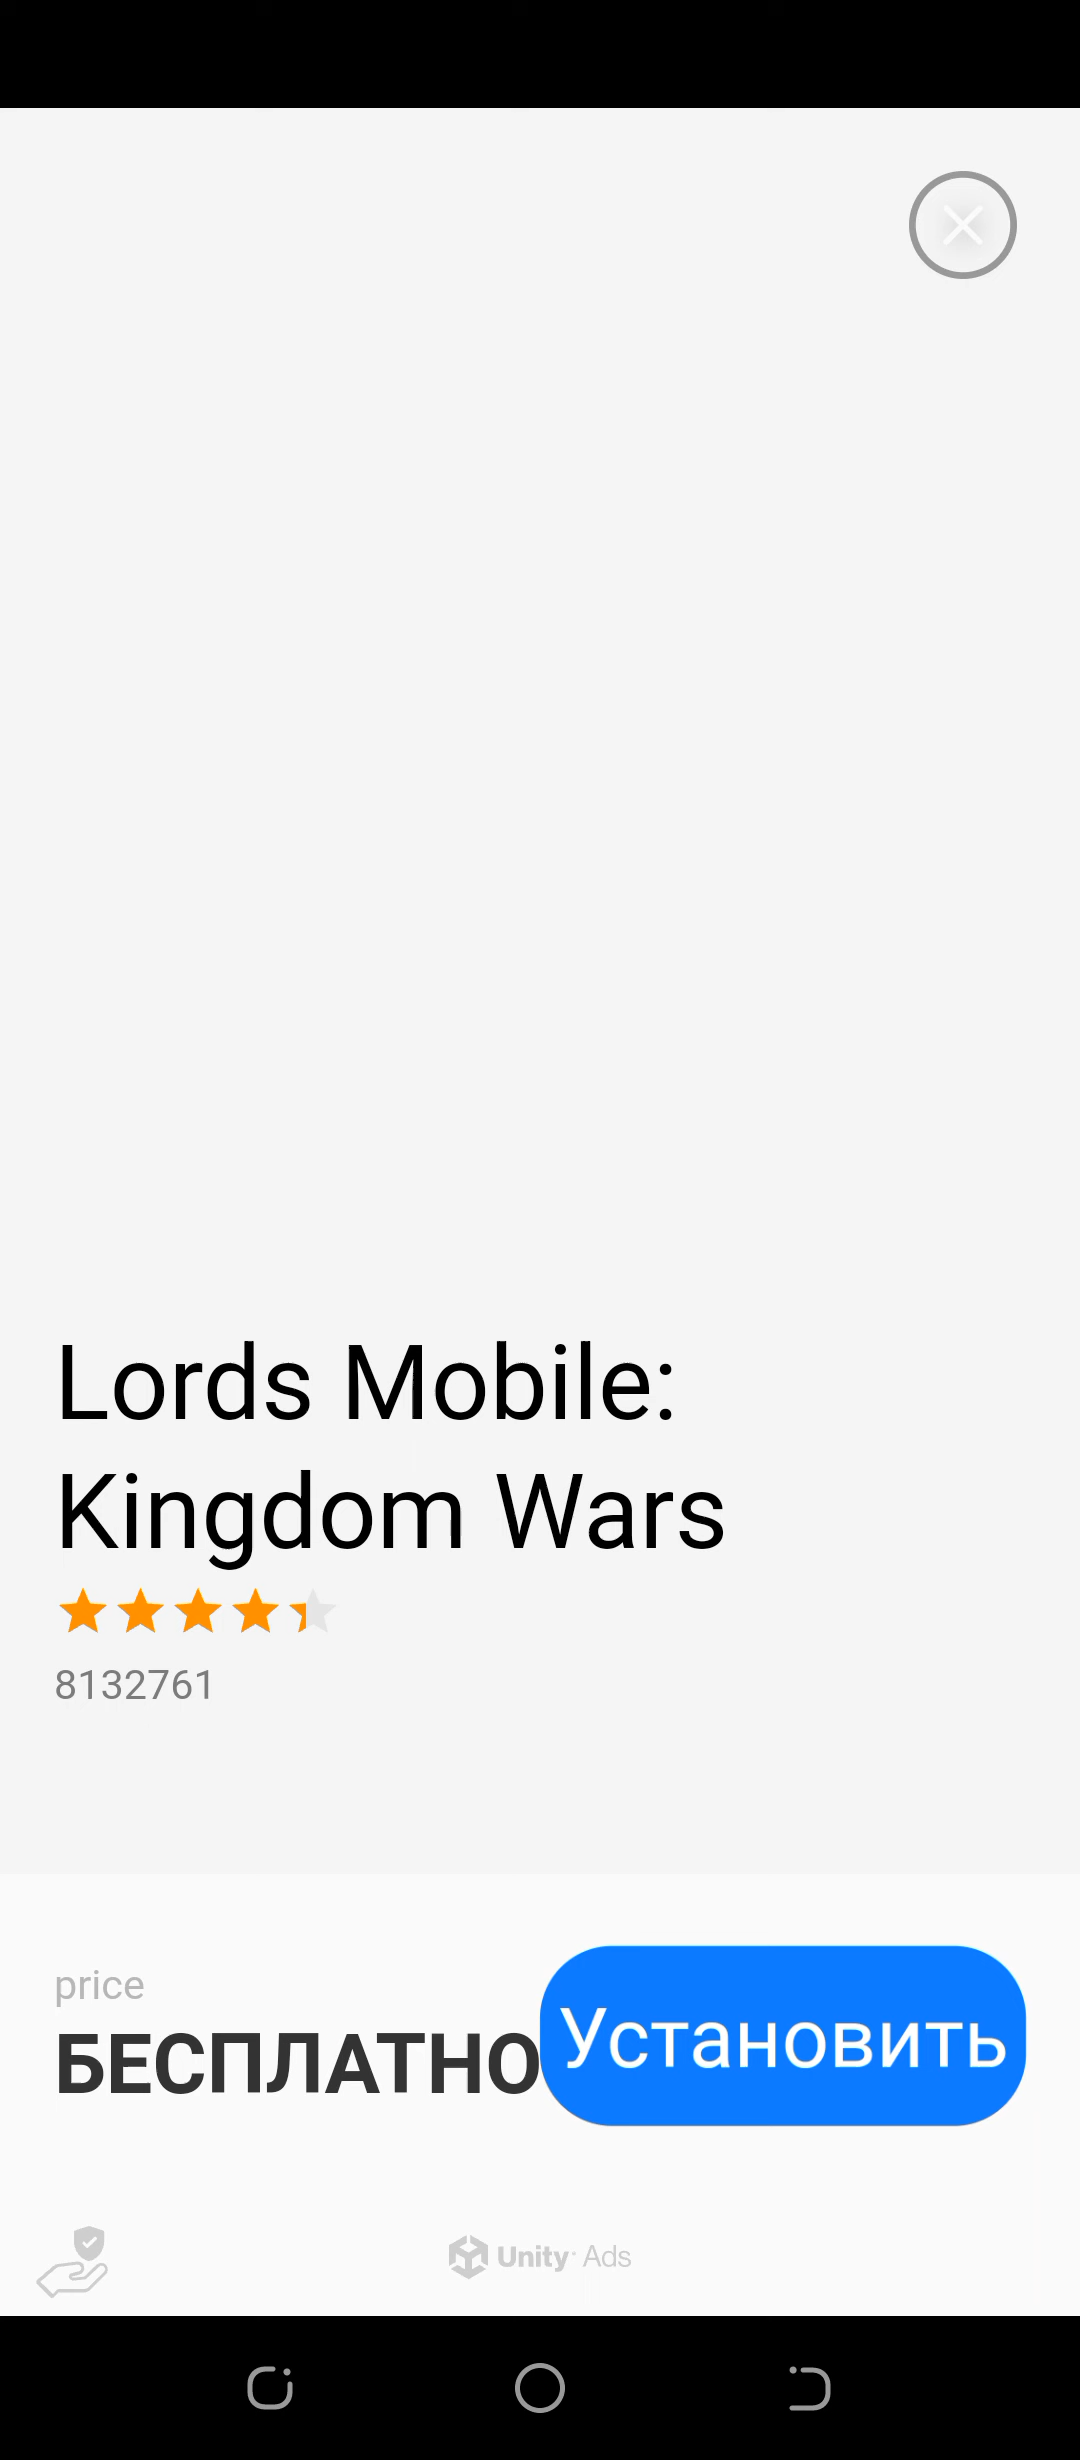 Lords Mobile:
Kingdom Wars
8132761
price
БЕСПЛАТНО
Установить
Unity Ads